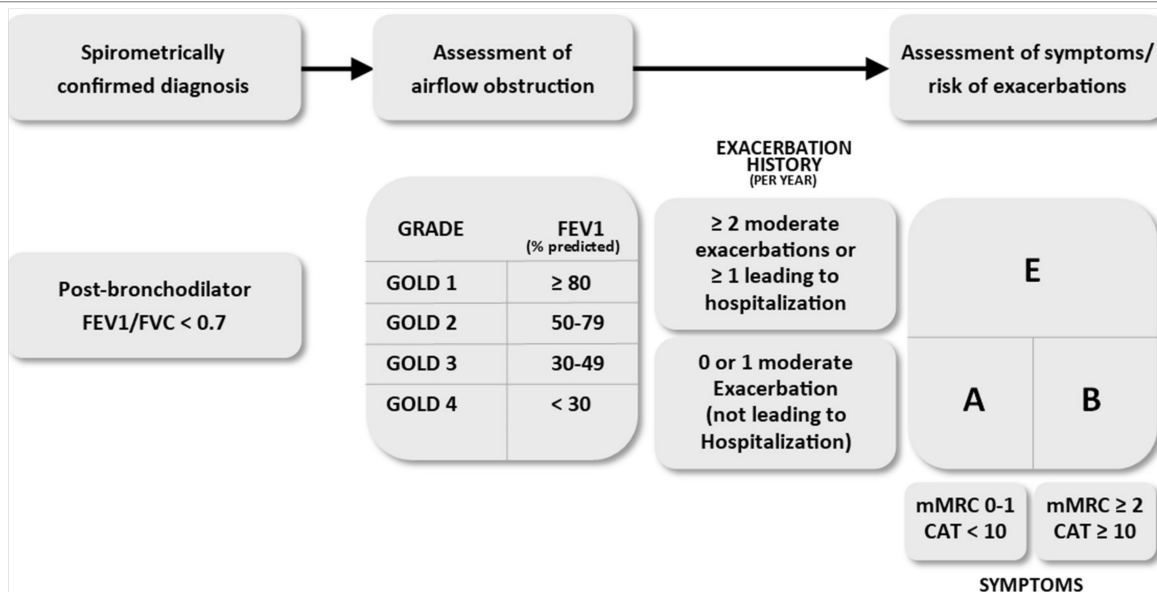 Spirometrically
confirmed diagnosis
Assessment of
airflow obstruction
Assessment of symptoms/
risk of exacerbations
Post-bronchodilator
FEV1/FVC < 0.7
GRADE FEV1
(% predicted)
GOLD 1 ≥ 80
GOLD 2 50-79
GOLD 3 30-49
GOLD 4 < 30
EXACERBATION
HISTORY
(PER YEAR)
≥ 2 moderate
exacerbations or
≥ 1 leading to
hospitalization
0 or 1 moderate
Exacerbation
(not leading to
Hospitalization)
E
A B
mMRC 0-1
CAT < 10
mMRC ≥ 2
CAT ≥ 10
SYMPTOMS